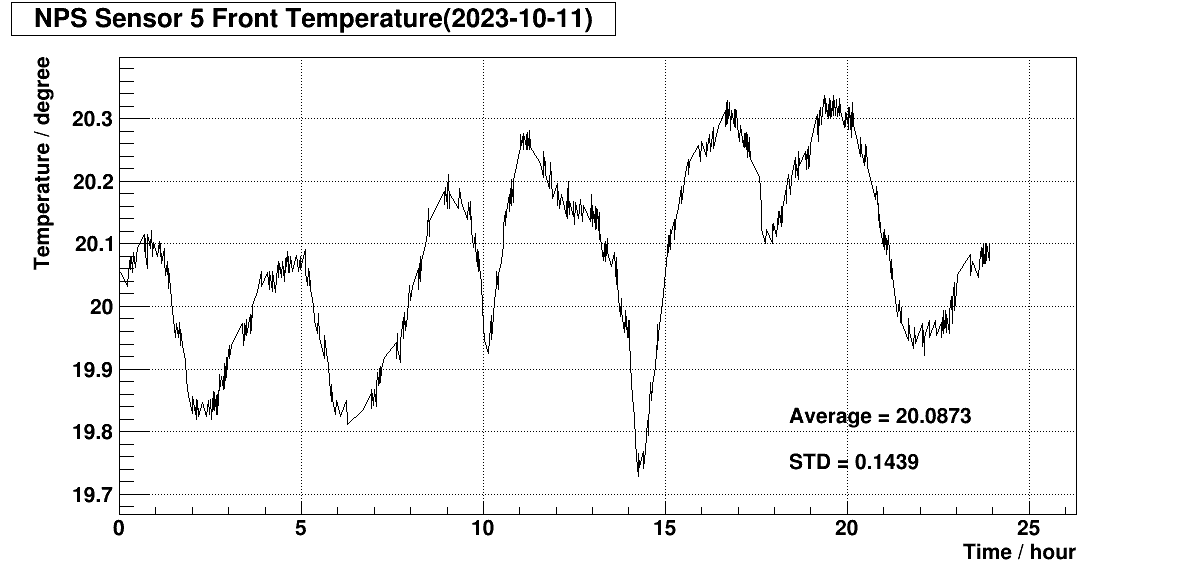 NPS Sensor 5 Front Temperature(2023-10-11)
Temperature / degree
20.3
20.2
20.1
20
19.9
19.8
19.7
Average = 20.0873
STD = 0.1439
0 5 10 15 20 25
Time / hour